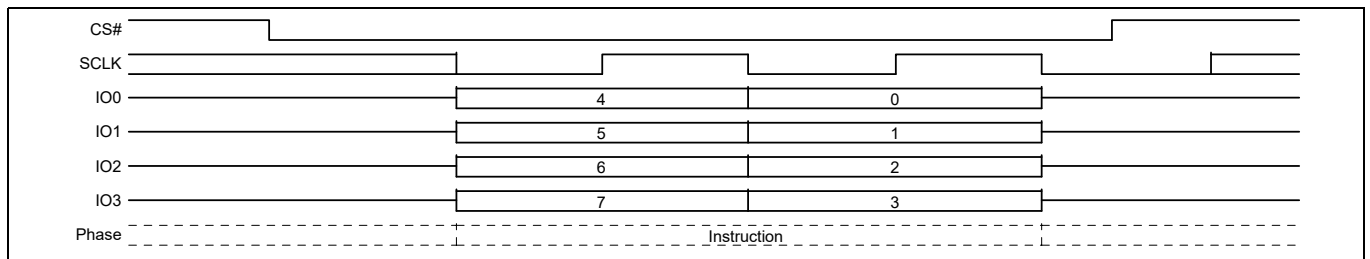 CS#
SCLK
IO0 4 0
IO1 5 1
IO2 6 2
IO3 7 3
Phase Instruction